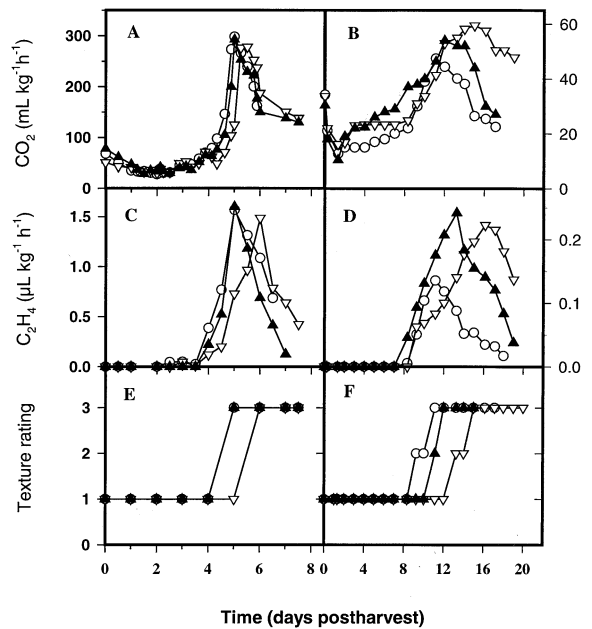 A
B
CO2 (mL kg-1h-1)
300
200
100
0
60
40
20
0
C
D
C2H4 (µL kg-1 h-1)
1.5
1.0
0.5
0.0
0.2
0.1
0.0
E
F
Texture rating
3
2
1
0
0 2 4 6 8 0 4 8 12 16 20
Time (days postharvest)